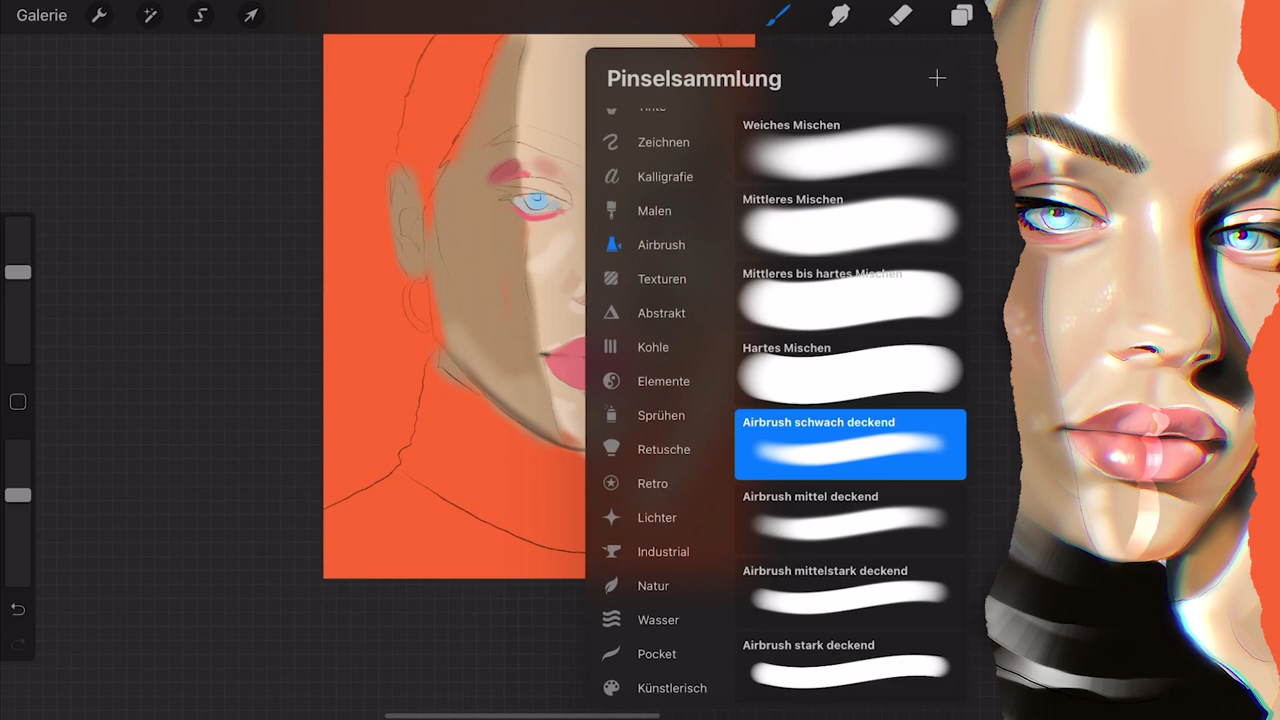 Galerie
Pinselsammlung
Tinte
Zeichnen
Kalligrafie
Malen
Airbrush
Texturen
Abstrakt
Kohle
Elemente
Sprühen
Retusche
Retro
Lichter
Industrial
Natur
Wasser
Pocket
Künstlerisch
Weiches Mischen
Mittleres Mischen
Mittleres bis hartes Mischen
Hartes Mischen
Airbrush schwach deckend
Airbrush mittel deckend
Airbrush mittelstark deckend
Airbrush stark deckend